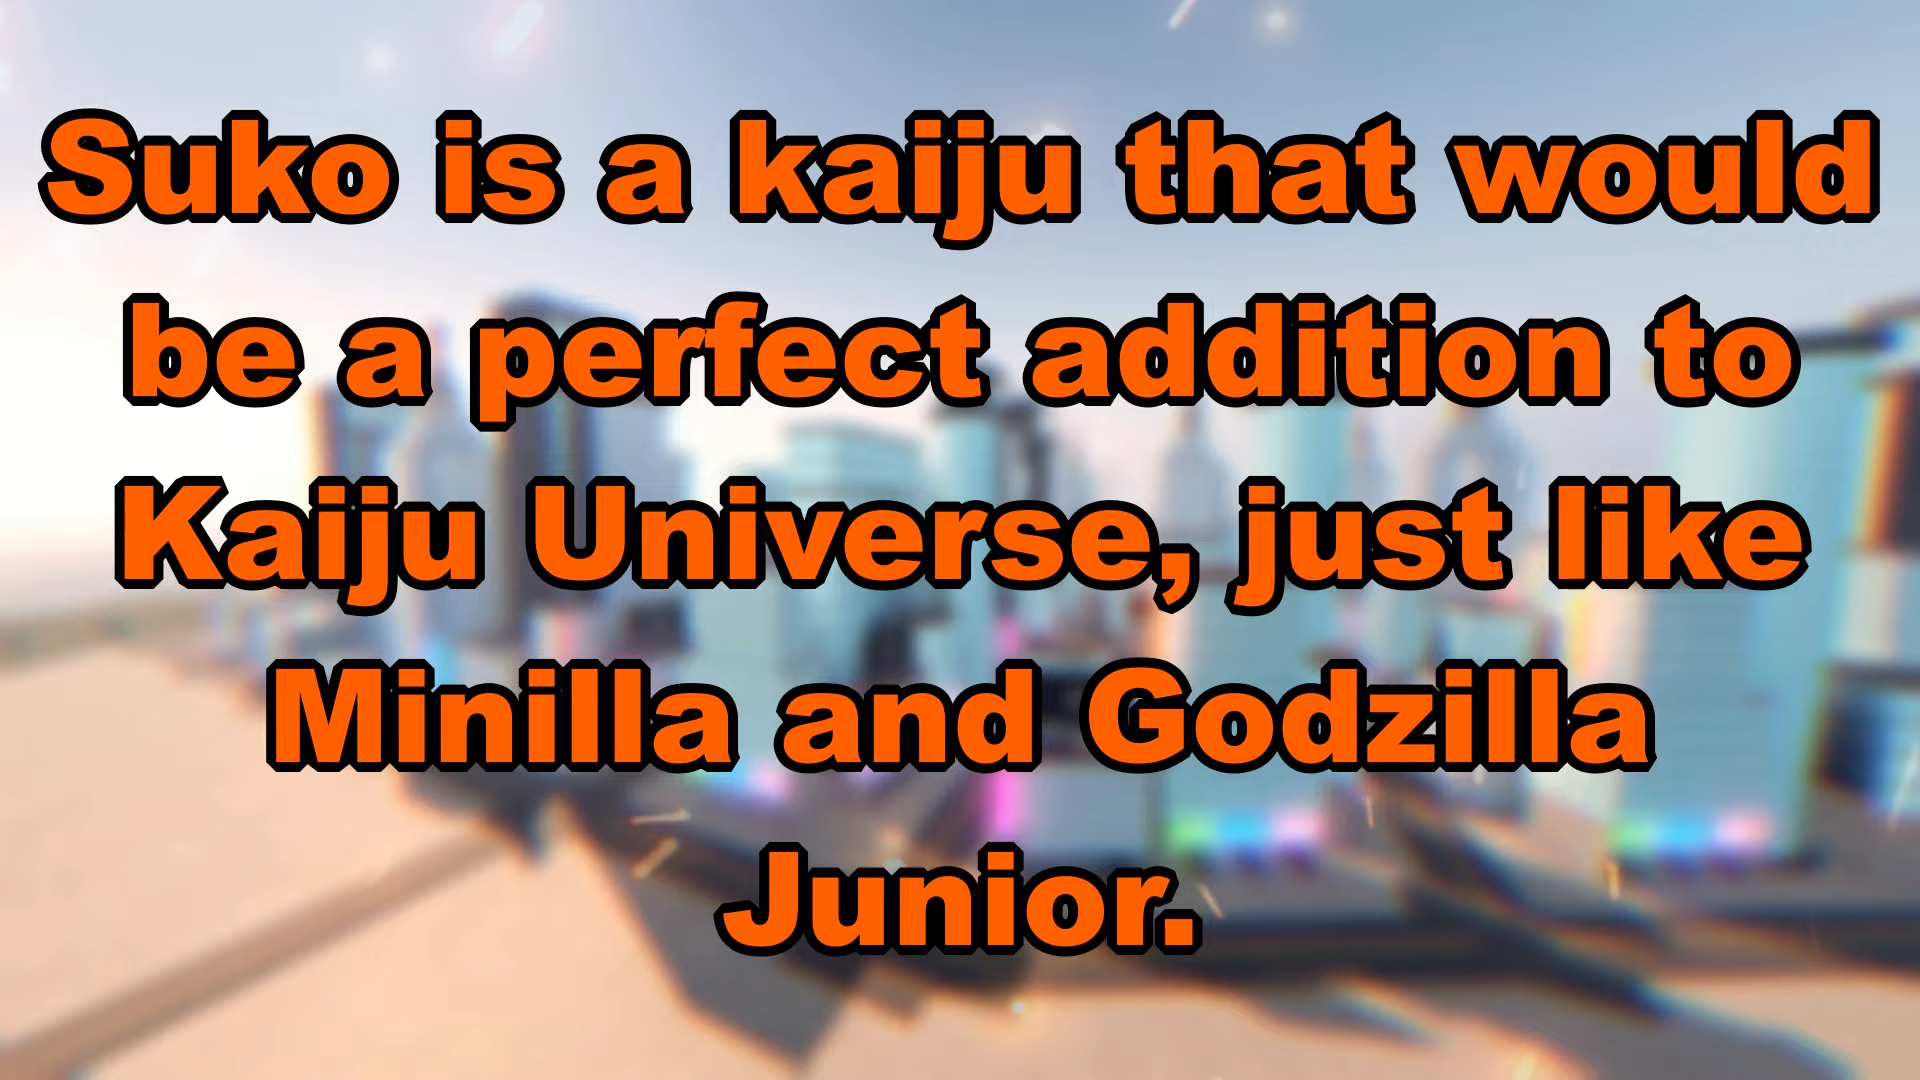 Suko is a kaiju that would
be a perfect addition to
Kaiju Universe, just like
Minilla and Godzilla
Junior.